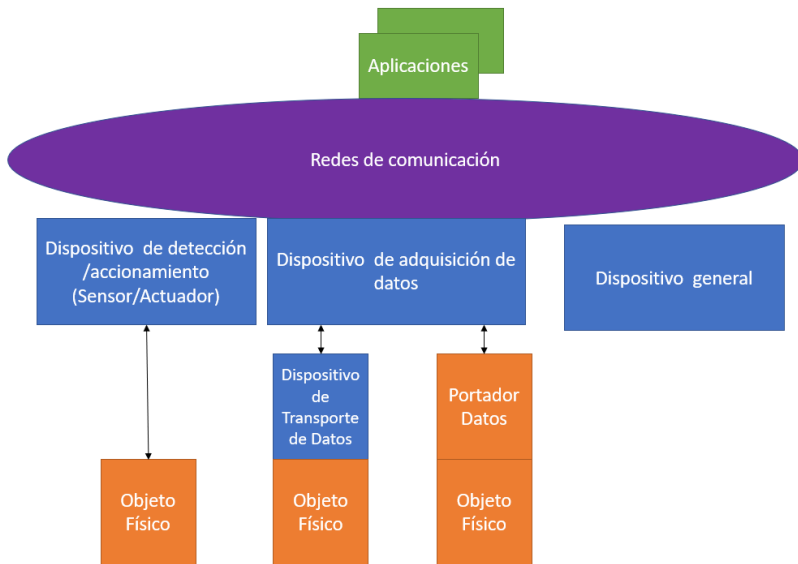 Aplicaciones
Redes de comunicación
Dispositivo de detección
/accionamiento
(Sensor/Actuador)
Dispositivo de adquisición de
datos
Dispositivo general
Dispositivo
de
Transporte
de Datos
Portador
Datos
Objeto
Físico
Objeto
Físico
Objeto
Físico